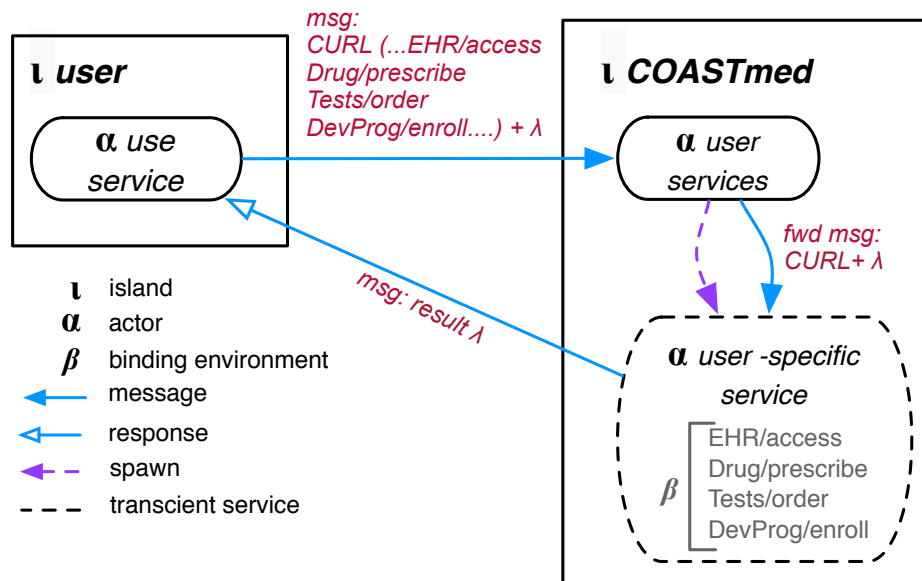 msg:
CURL (...EHR/access
Drug/prescribe
Tests/order
DevProg/enroll....) + λ
ι user
α use
service
ι COASTmed
α user
services
fwd msg:
CURL+ λ
msg: result λ
α user -specific
service
β
EHR/access
Drug/prescribe
Tests/order
DevProg/enroll
ι island
α actor
β binding environment
message
response
spawn
transcient service